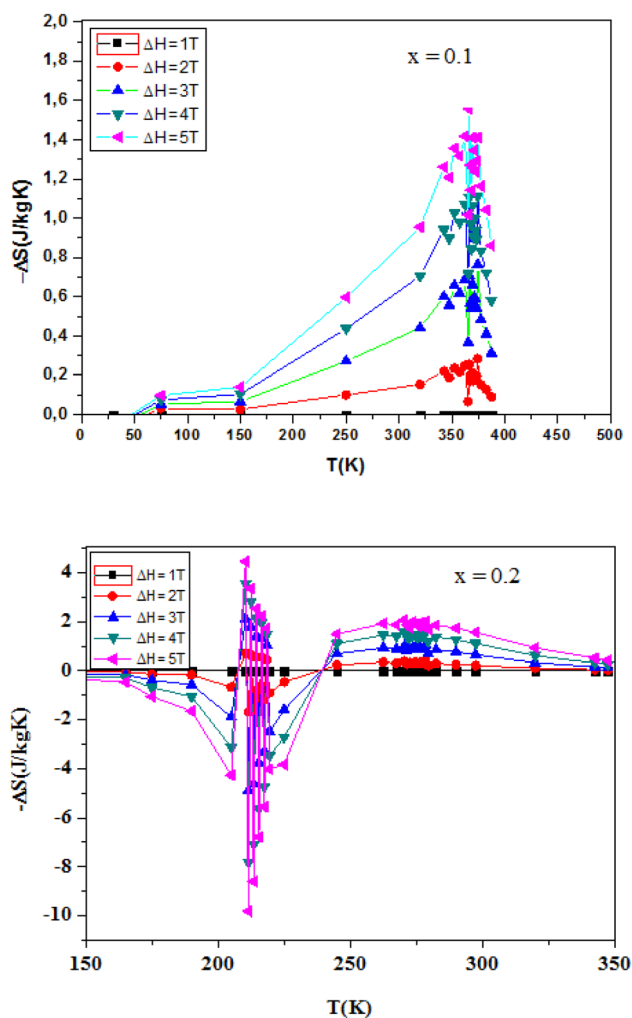 2,0
1,8
1,6
1,4
1,2
1,0
0,8
0,6
0,4
0,2
0,0
−ΔS(J/kgK)
ΔH = 1T
ΔH = 2T
ΔH = 3T
ΔH = 4T
ΔH = 5T
x = 0.1
0 50 100 150 200 250 300 350 400 450 500
T(K)
4
2
0
-2
-4
-6
-8
-10
-ΔS(J/kgK)
ΔH = 1T
ΔH = 2T
ΔH = 3T
ΔH = 4T
ΔH = 5T
x = 0.2
150 200 250 300 350
T(K)